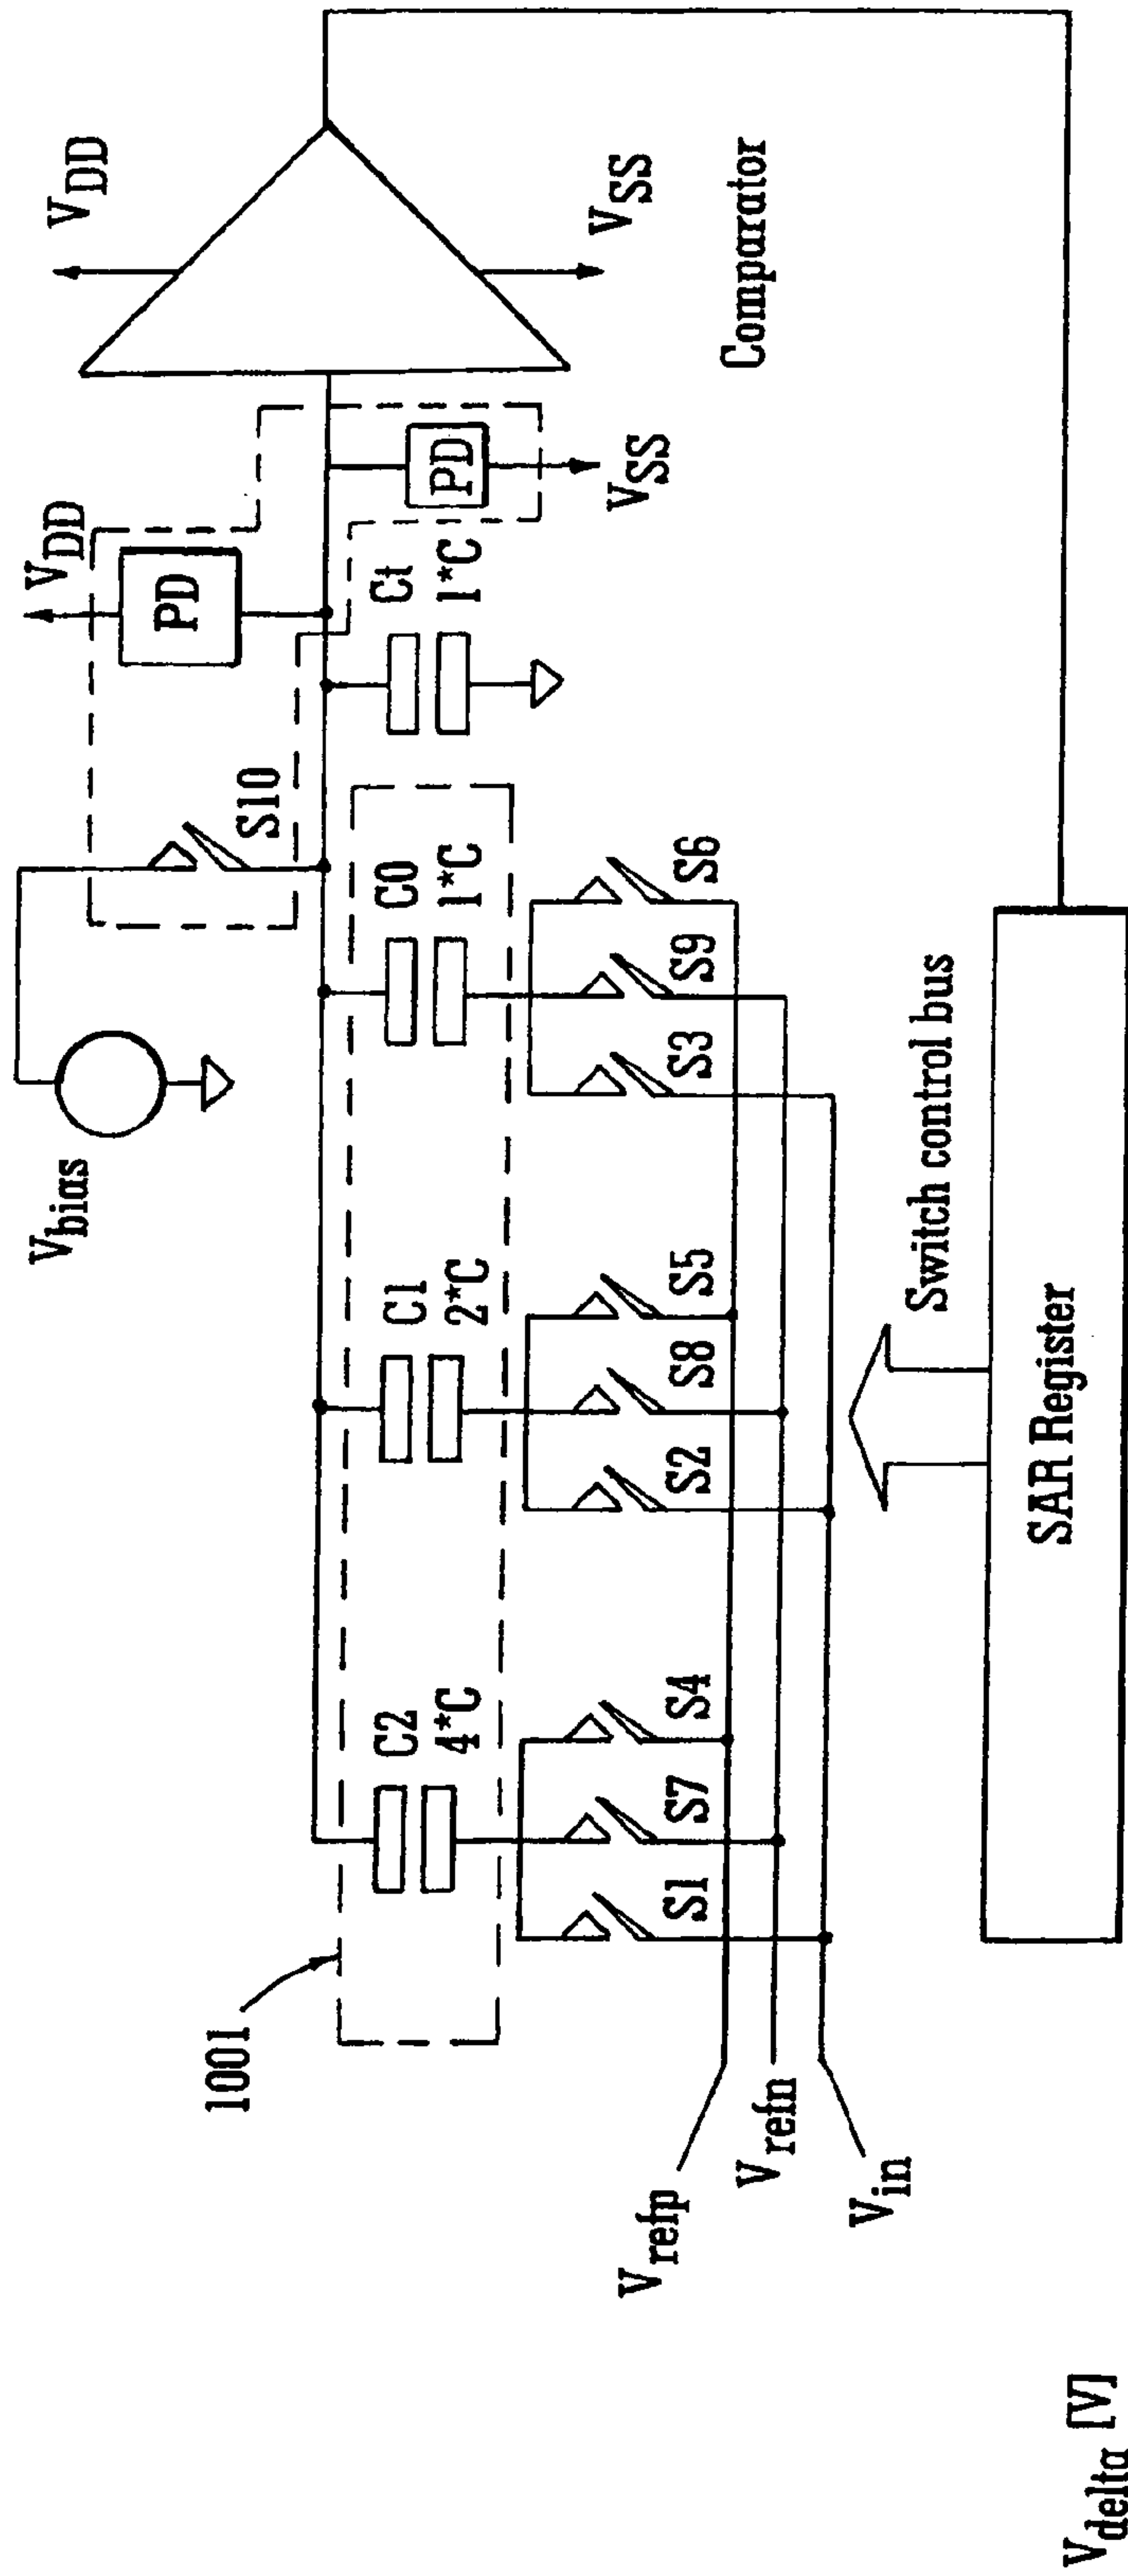 V_DD
V_DD
V_bias
S10
PD
PD
V_SS
V_SS
Comparator
1001
C2
4*C
C1
2*C
C0
1*C
Ct
1*C
S1
S7
S4
S2
S8
S5
S3
S9
S6
V_refp
V_refn
V_in
Switch control bus
SAR Register
V_delta [V]